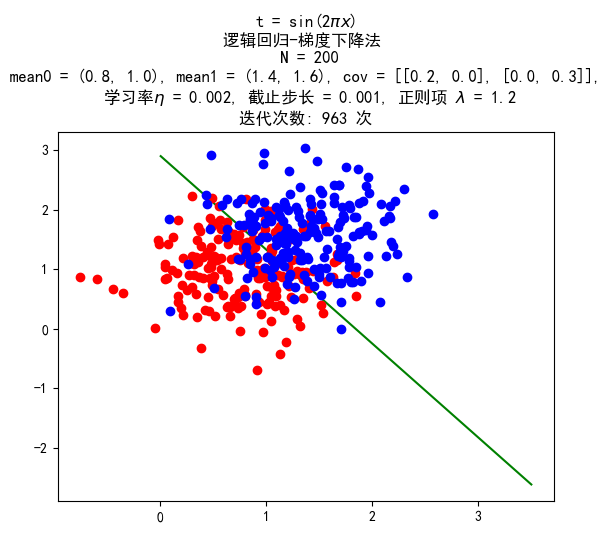 t = sin(2πx)
逻辑回归-梯度下降法
N = 200
mean0 = (0.8, 1.0), mean1 = (1.4, 1.6), cov = [[0.2, 0.0], [0.0, 0.3]],
学习率η = 0.002, 截止步长 = 0.001, 正则项 λ = 1.2
迭代次数: 963 次
3
2
1
0
−1
−2
0 1 2 3